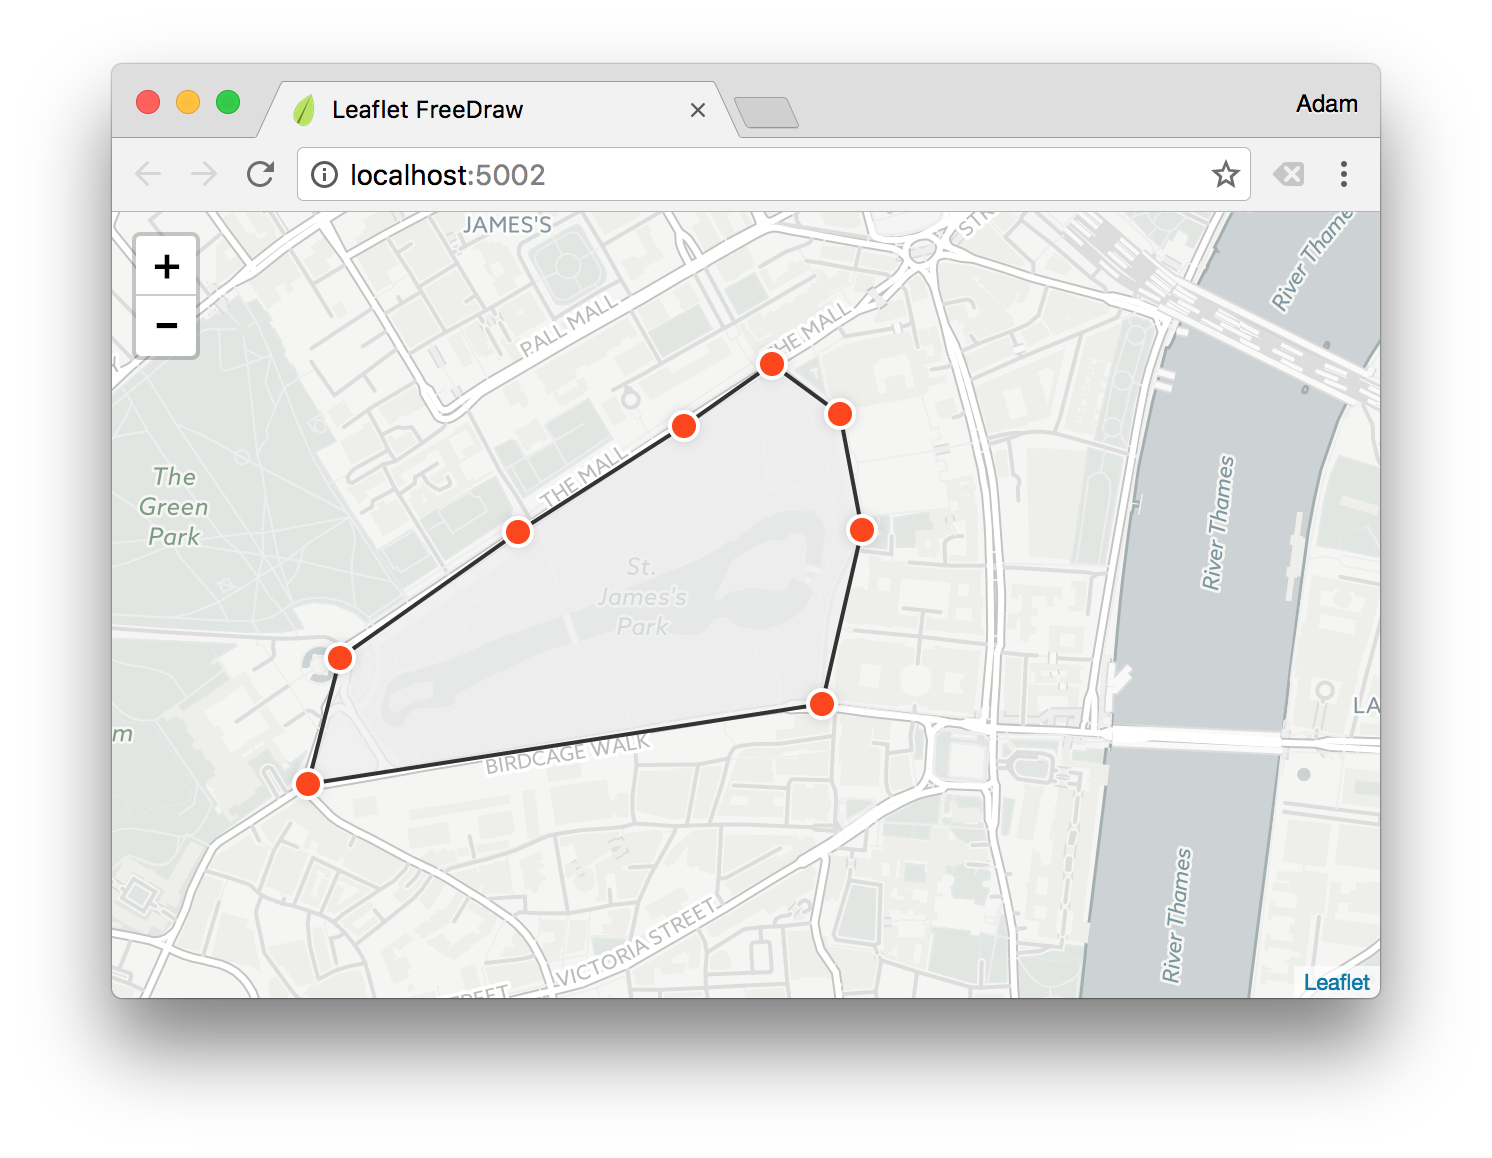 Leaflet FreeDraw
Adam
localhost:5002
JAMES'S
PALL MALL
THE MALL
River Thames
+
−
THE MALL
The
Green
Park
St.
James's
Park
River Thames
BIRDCAGE WALK
LA
m
VICTORIA STREET
River Thames
Leaflet